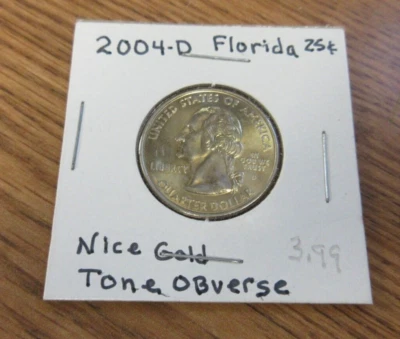 2004-D Florida 25¢
UNITED STATES OF AMERICA
LIBERTY
IN GOD WE TRUST
QUARTER DOLLAR
Nice Gold
3.99
Tone OBverse